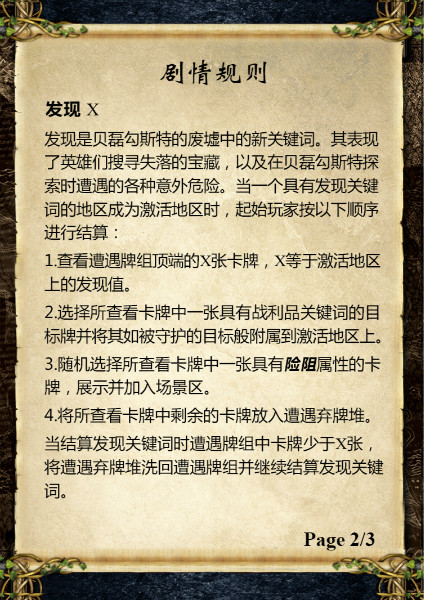 剧情规则
发现 X
发现是贝磊勾斯特的废墟中的新关键词。其表现
了英雄们搜寻失落的宝藏，以及在贝磊勾斯特探
索时遭遇的各种意外危险。当一个具有发现关键
词的地区成为激活地区时，起始玩家按以下顺序
进行结算：
1.查看遭遇牌组顶端的X张卡牌，X等于激活地区
上的发现值。
2.选择所查看卡牌中一张具有战利品关键词的目
标牌并将其如被守护的目标般附属到激活地区上。
3.随机选择所查看卡牌中一张具有险阻属性的卡
牌，展示并加入场景区。
4.将所查看卡牌中剩余的卡牌放入遭遇弃牌堆。
当结算发现关键词时遭遇牌组中卡牌少于X张，
将遭遇弃牌堆洗回遭遇牌组并继续结算发现关键
词。
Page 2/3